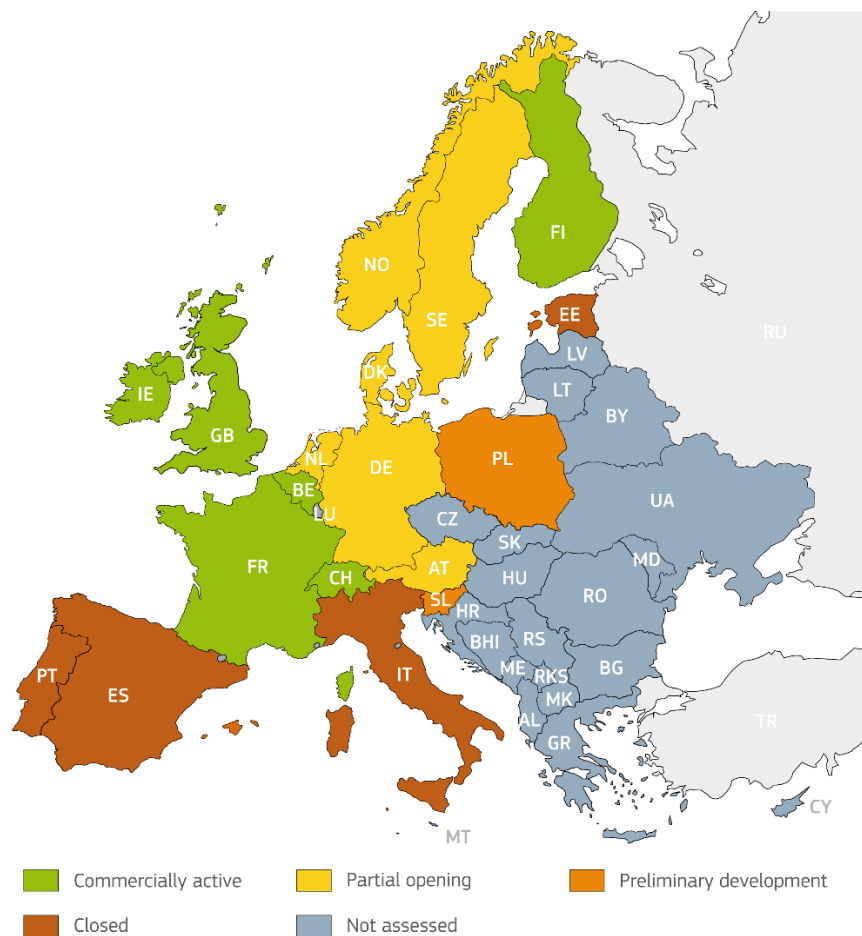 FI
NO
SE
EE
RU
LV
DK
LT
IE
BY
GB
NL
DE
PL
BE
UA
LU
CZ
SK
MD
FR
AT
CH
HU
RO
SL
HR
RS
BHI
PT
IT
ME
RKS
BG
ES
MK
AL
TR
GR
CY
MT
Commercially active
Partial opening
Preliminary development
Closed
Not assessed